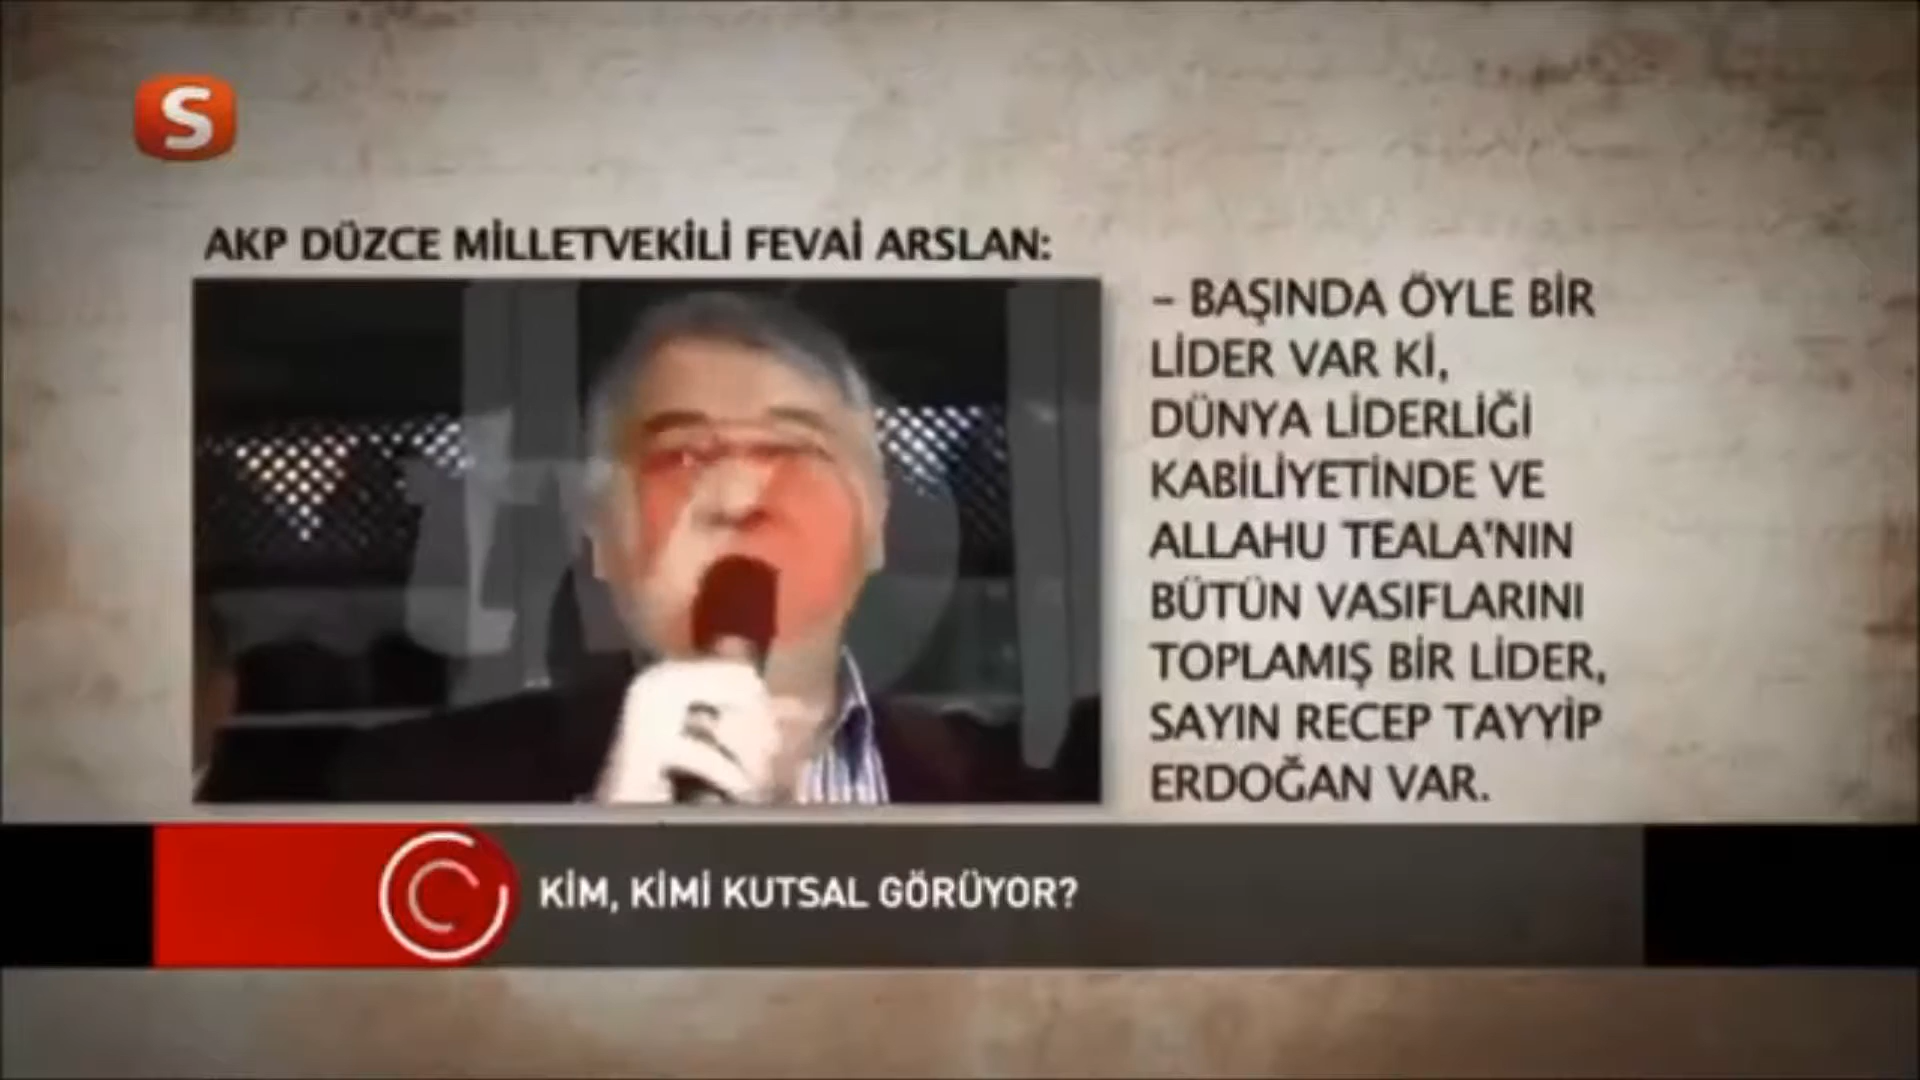 S
AKP DÜZCE MİLLETVEKİLİ FEVAİ ARSLAN:
– BAŞINDA ÖYLE BİR
LİDER VAR Kİ,
DÜNYA LİDERLİĞİ
KABİLİYETİNDE VE
ALLAHU TEALA'NIN
BÜTÜN VASIFLARINI
TOPLAMIŞ BİR LİDER,
SAYIN RECEP TAYYİP
ERDOĞAN VAR.
KİM, KİMİ KUTSAL GÖRÜYOR?